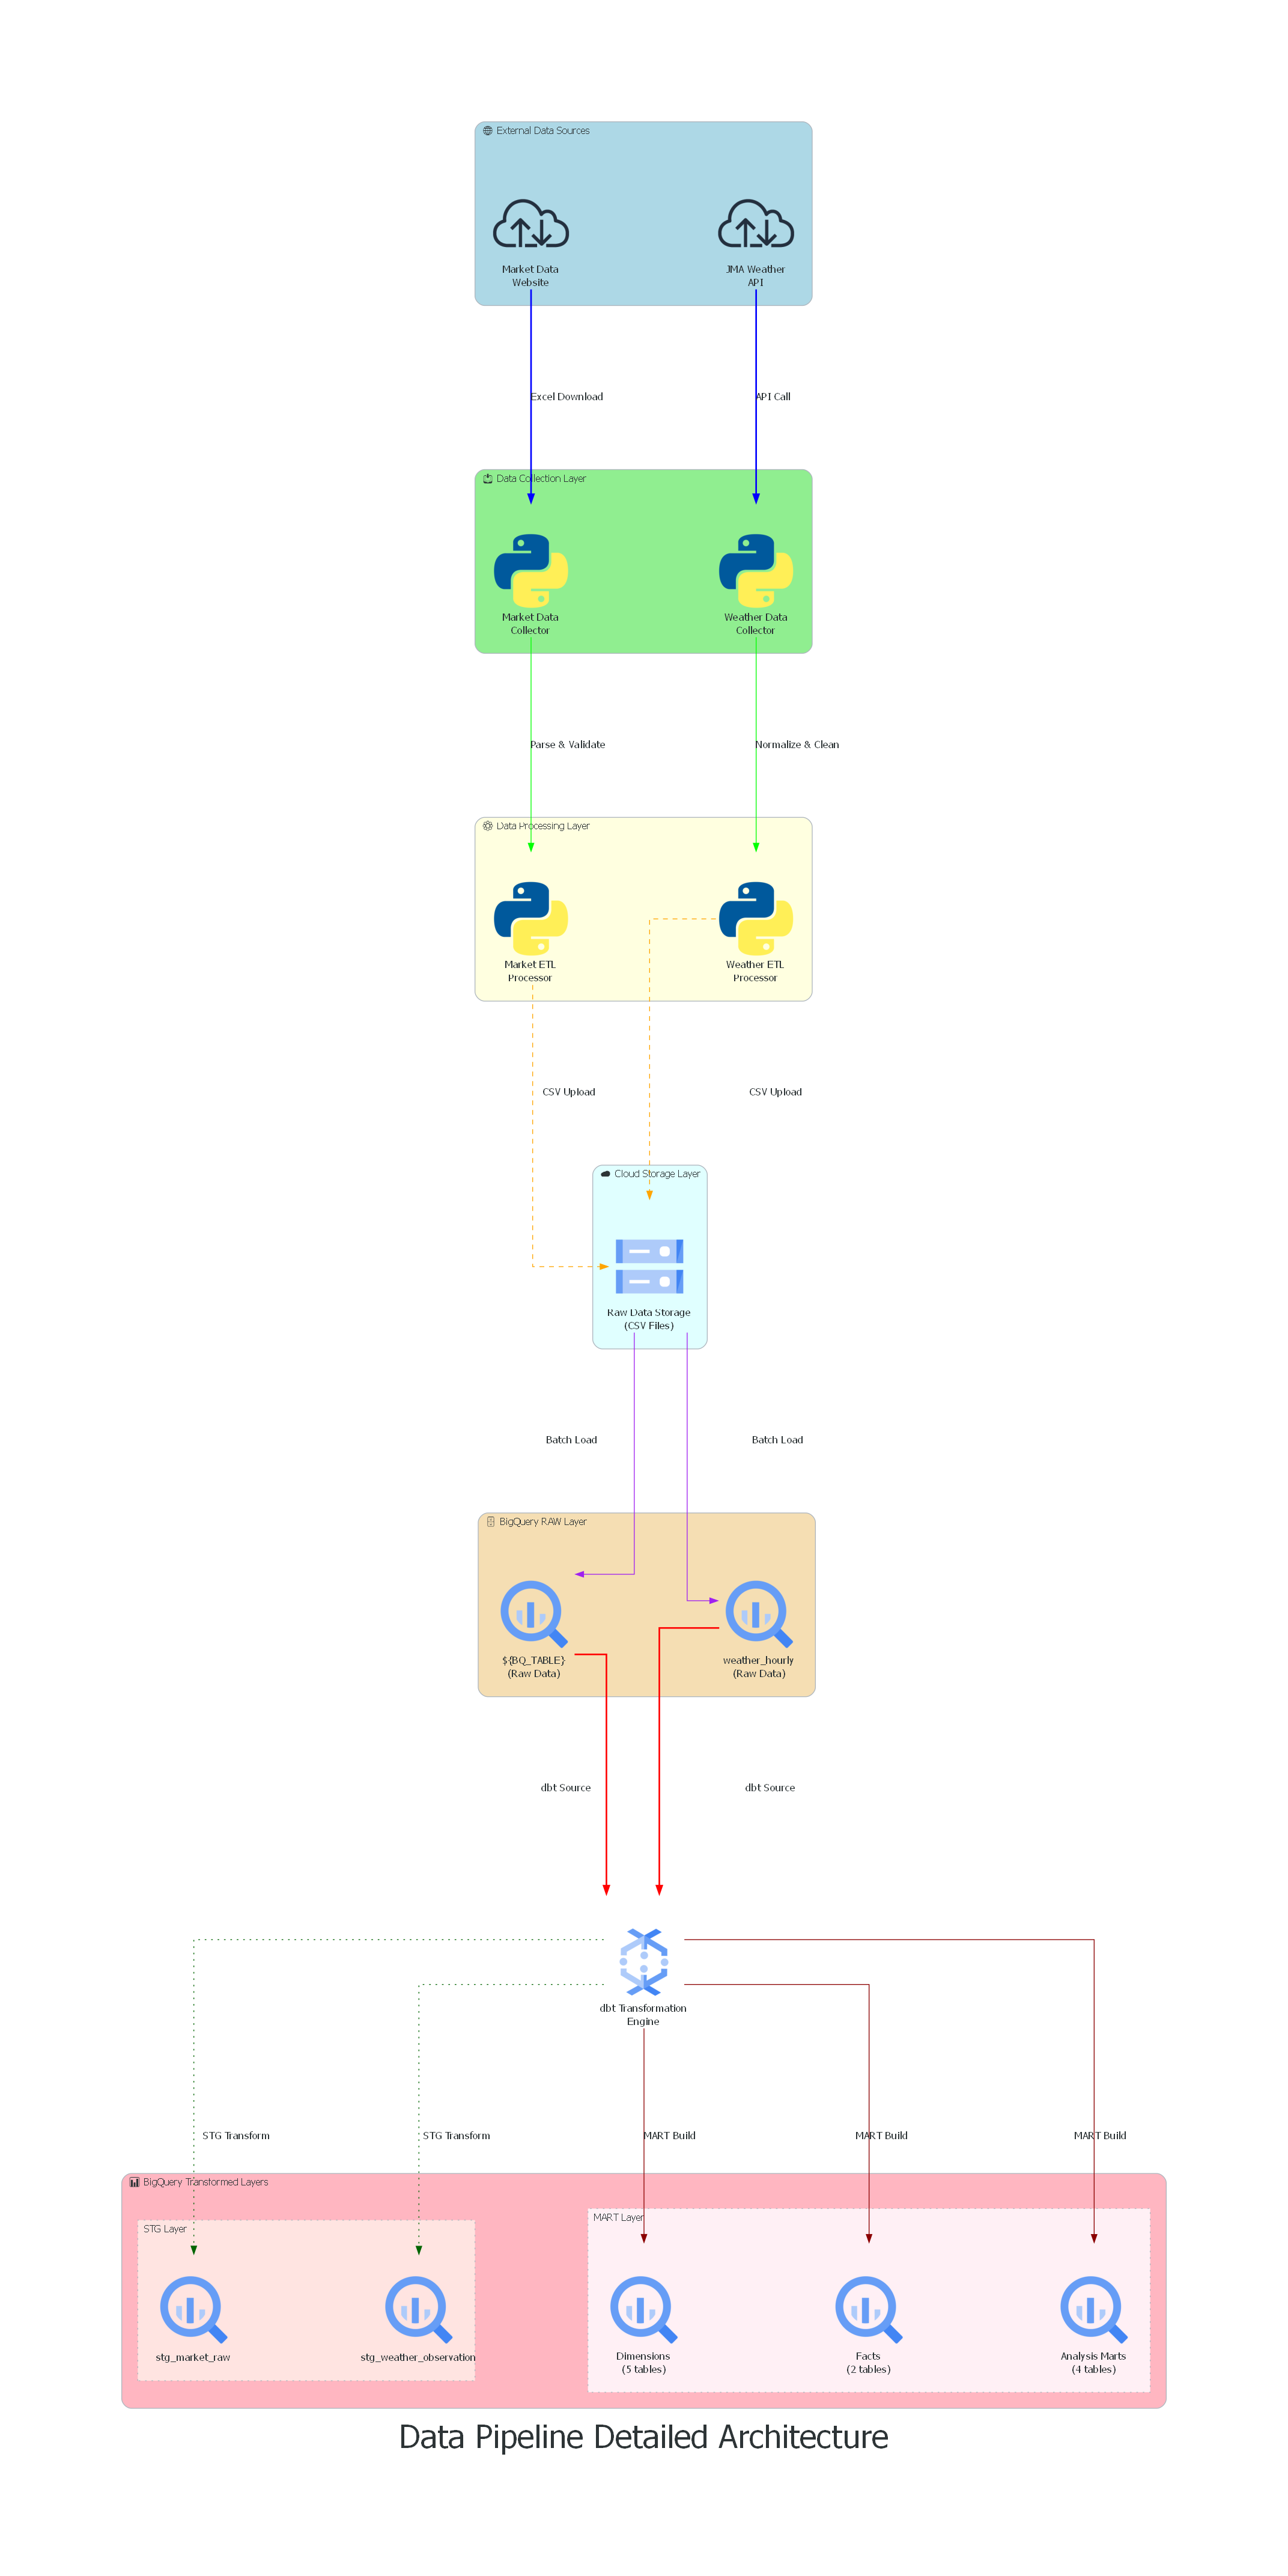 External Data Sources
Market Data
Website
JMA Weather
API
Excel Download
API Call
Data Collection Layer
Market Data
Collector
Weather Data
Collector
Parse & Validate
Normalize & Clean
Data Processing Layer
Market ETL
Processor
Weather ETL
Processor
CSV Upload
CSV Upload
Cloud Storage Layer
Raw Data Storage
(CSV Files)
Batch Load
Batch Load
BigQuery RAW Layer
${BQ_TABLE}
(Raw Data)
weather_hourly
(Raw Data)
dbt Source
dbt Source
dbt Transformation
Engine
STG Transform
STG Transform
MART Build
MART Build
MART Build
BigQuery Transformed Layers
STG Layer
MART Layer
stg_market_raw
stg_weather_observation
Dimensions
(5 tables)
Facts
(2 tables)
Analysis Marts
(4 tables)
Data Pipeline Detailed Architecture